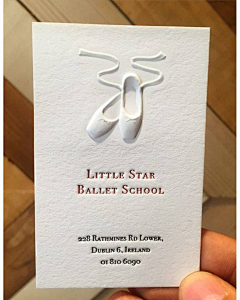 Little Star
Ballet School
228 Rathmines Rd Lower,
Dublin 6, Ireland
01 810 6090